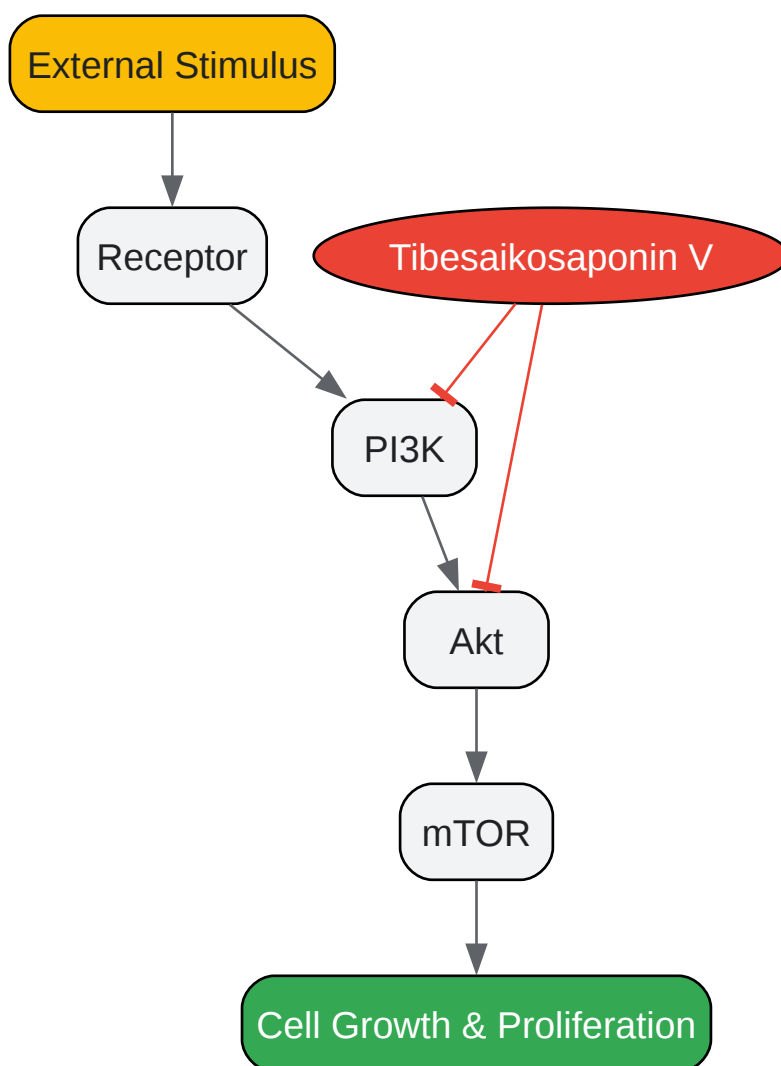 External Stimulus
Receptor
Tibesaikosaponin V
PI3K
Akt
mTOR
Cell Growth & Proliferation